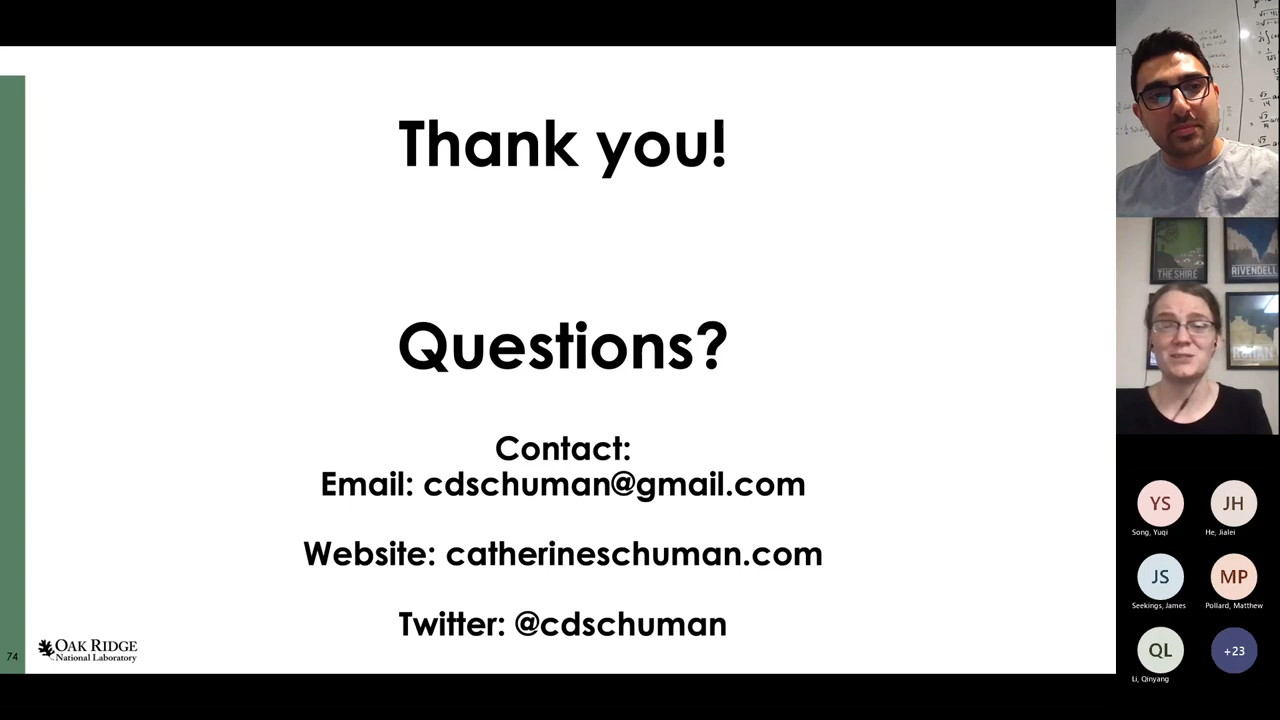 Thank you!
Questions?
Contact:
Email: cdschuman@gmail.com
Website: catherineschuman.com
Twitter: @cdschuman
74
OAK RIDGE
National Laboratory
THE SHIRE
RIVENDELL
YS
JH
Song, Yuqi
He, Jialei
JS
MP
Seekings, James
Pollard, Matthew
QL
+23
Li, Qinyang